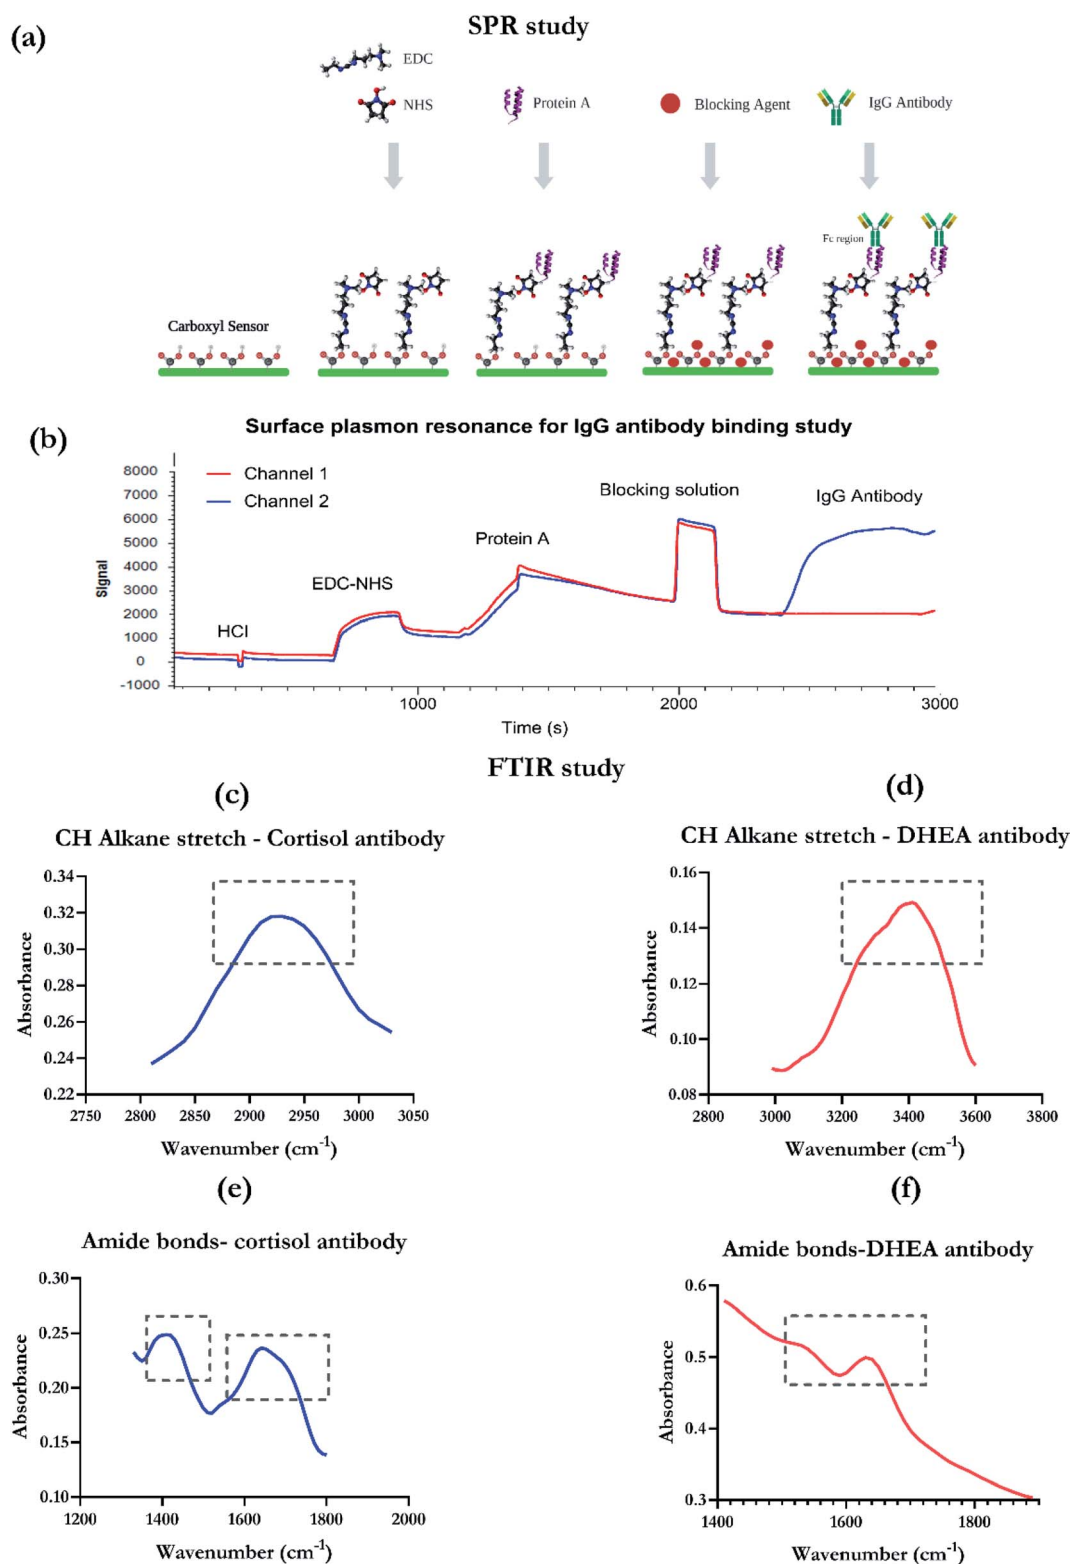 SPR study
(a)
EDC
NHS
Protein A
Blocking Agent
IgG Antibody
Fc region
Carboxyl Sensor
(b)
Surface plasmon resonance for IgG antibody binding study
8000
7000
6000
5000
4000
3000
2000
1000
0
-1000
Signal
Channel 1
Channel 2
HCl
EDC-NHS
Protein A
Blocking solution
IgG Antibody
1000
2000
3000
Time (s)
FTIR study
(c)
CH Alkane stretch - Cortisol antibody
0.34
0.32
0.30
0.28
0.26
0.24
0.22
Absorbance
2750
2800
2850
2900
2950
3000
3050
Wavenumber (cm⁻¹)
(d)
CH Alkane stretch - DHEA antibody
0.16
0.14
0.12
0.10
0.08
Absorbance
2800
3000
3200
3400
3600
3800
Wavenumber (cm⁻¹)
(e)
Amide bonds- cortisol antibody
0.30
0.25
0.20
0.15
0.10
Absorbance
1200
1400
1600
1800
2000
Wavenumber (cm⁻¹)
(f)
Amide bonds-DHEA antibody
0.6
0.5
0.4
0.3
Absorbance
1400
1600
1800
Wavenumber (cm⁻¹)